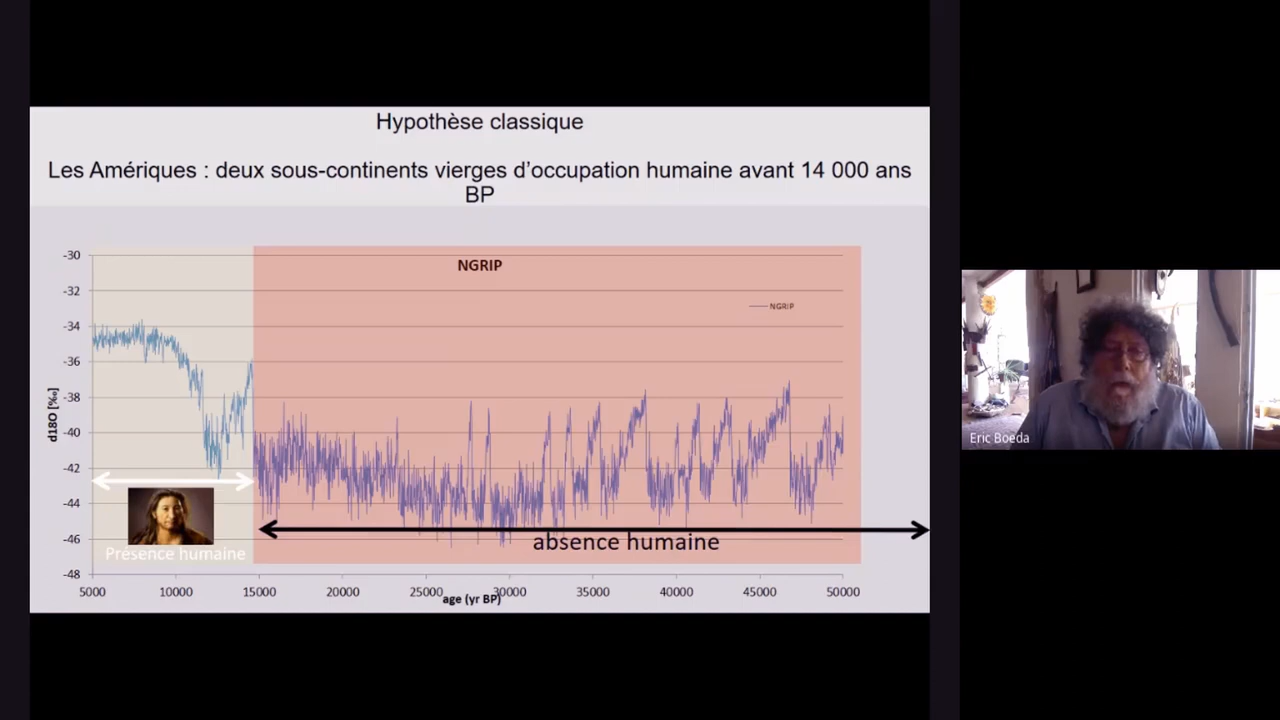 Hypothèse classique
Les Amériques : deux sous-continents vierges d’occupation humaine avant 14 000 ans
BP
NGRIP
NGRIP
-30
-32
-34
-36
-38
-40
-42
-44
-46
-48
d18O [‰]
Présence humaine
absence humaine
5000 10000 15000 20000 25000 30000 35000 40000 45000 50000
age (yr BP)
Eric Boeda